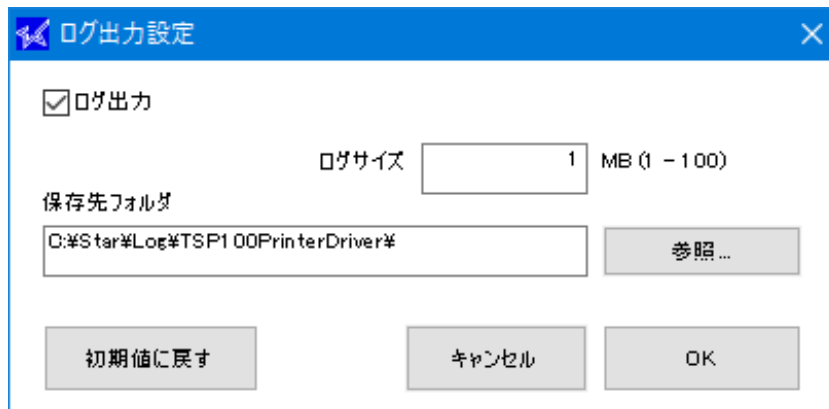 ログ出力設定
ログ出力
ログサイズ 1 MB (1 - 100)
保存先フォルダ
C:¥Star¥Log¥TSP100PrinterDriver¥
参照...
初期値に戻す キャンセル OK